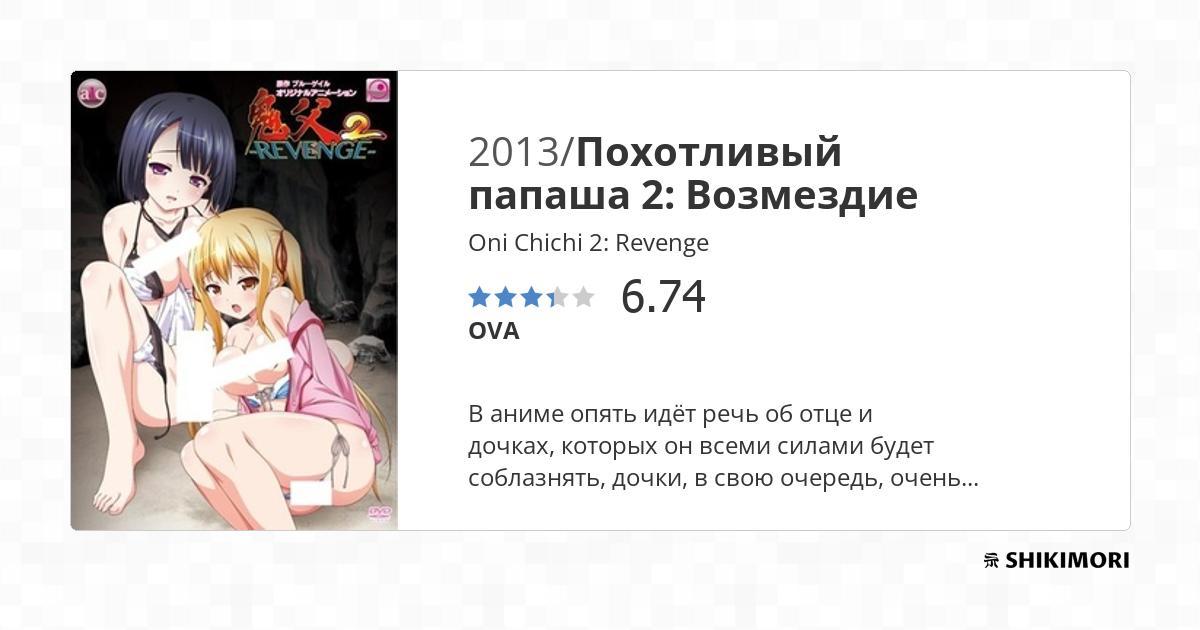 a1c
原作 ブルーゲイル
オリジナルアニメーション
鬼父2
-REVENGE-
DVD
2013/Похотливый
папаша 2: Возмездие
Oni Chichi 2: Revenge
6.74
OVA
В аниме опять идёт речь об отце и
дочках, которых он всеми силами будет
соблазнять, дочки, в свою очередь, очень...
SHIKIMORI